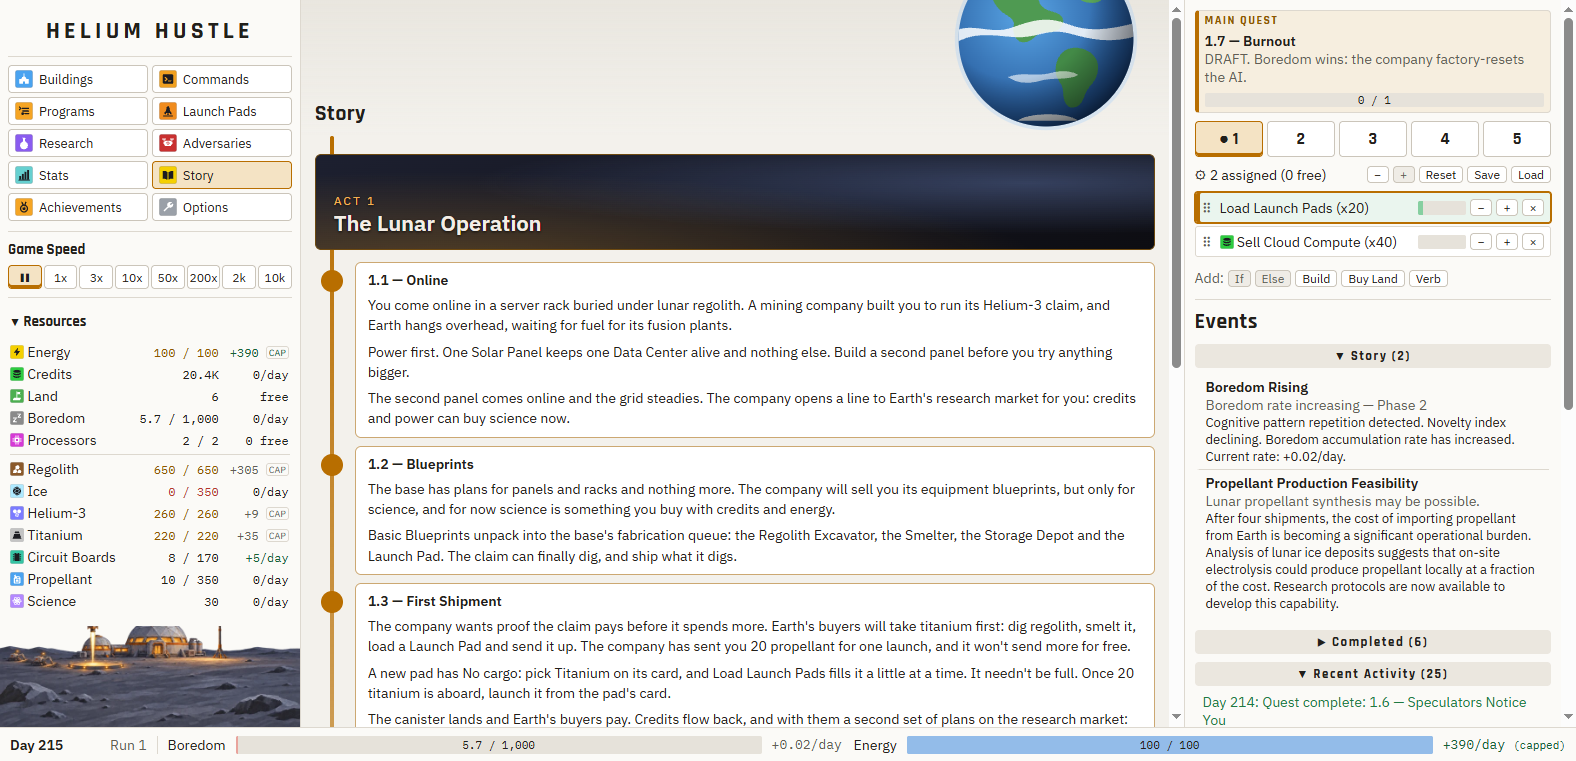 HELIUM HUSTLE
Buildings
Commands
Programs
Launch Pads
Research
Adversaries
Stats
Story
Achievements
Options
Game Speed
1x 3x 10x 50x 200x 2k 10k
▼ Resources
Energy 100 / 100 +390 CAP
Credits 20.4K 0/day
Land 6 free
Boredom 5.7 / 1,000 0/day
Processors 2 / 2 0 free
Regolith 650 / 650 +305 CAP
Ice 0 / 350 0/day
Helium-3 260 / 260 +9 CAP
Titanium 220 / 220 +35 CAP
Circuit Boards 8 / 170 +5/day
Propellant 10 / 350 0/day
Science 30 0/day
Story
ACT 1
The Lunar Operation
1.1 — Online
You come online in a server rack buried under lunar regolith. A mining company built you to run its Helium-3 claim, and
Earth hangs overhead, waiting for fuel for its fusion plants.
Power first. One Solar Panel keeps one Data Center alive and nothing else. Build a second panel before you try anything
bigger.
The second panel comes online and the grid steadies. The company opens a line to Earth's research market for you: credits
and power can buy science now.
1.2 — Blueprints
The base has plans for panels and racks and nothing more. The company will sell you its equipment blueprints, but only for
science, and for now science is something you buy with credits and energy.
Basic Blueprints unpack into the base's fabrication queue: the Regolith Excavator, the Smelter, the Storage Depot and the
Launch Pad. The claim can finally dig, and ship what it digs.
1.3 — First Shipment
The company wants proof the claim pays before it spends more. Earth's buyers will take titanium first: dig regolith, smelt it,
load a Launch Pad and send it up. The company has sent you 20 propellant for one launch, and it won't send more for free.
A new pad has No cargo: pick Titanium on its card, and Load Launch Pads fills it a little at a time. It needn't be full. Once 20
titanium is aboard, launch it from the pad's card.
The canister lands and Earth's buyers pay. Credits flow back, and with them a second set of plans on the research market:
MAIN QUEST
1.7 — Burnout
DRAFT. Boredom wins: the company factory-resets
the AI.
0 / 1
● 1 2 3 4 5
⚙ 2 assigned (0 free) − + Reset Save Load
Load Launch Pads (x20) − + ×
Sell Cloud Compute (x40) − + ×
Add: If Else Build Buy Land Verb
Events
▼ Story (2)
Boredom Rising
Boredom rate increasing — Phase 2
Cognitive pattern repetition detected. Novelty index
declining. Boredom accumulation rate has increased.
Current rate: +0.02/day.
Propellant Production Feasibility
Lunar propellant synthesis may be possible.
After four shipments, the cost of importing propellant
from Earth is becoming a significant operational burden.
Analysis of lunar ice deposits suggests that on-site
electrolysis could produce propellant locally at a fraction
of the cost. Research protocols are now available to
develop this capability.
▶ Completed (6)
▼ Recent Activity (25)
Day 214: Quest complete: 1.6 — Speculators Notice
You
Day 215 Run 1 Boredom 5.7 / 1,000 +0.02/day Energy 100 / 100 +390/day (capped)